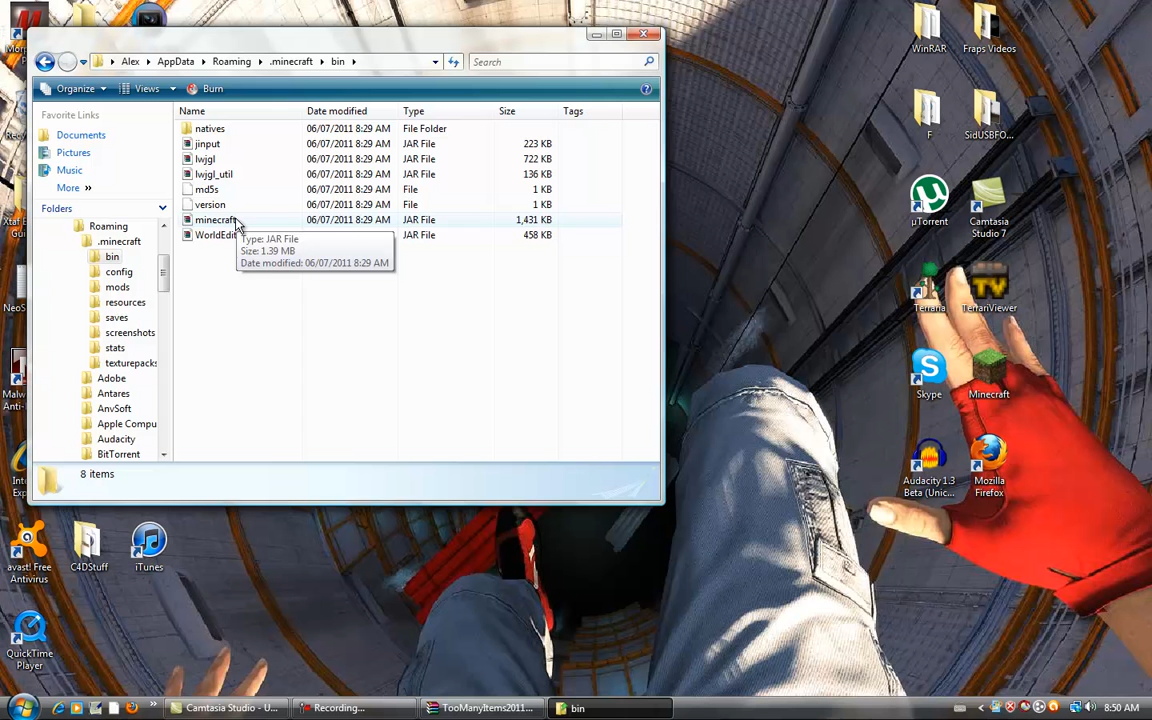 Alex ▸ AppData ▸ Roaming ▸ .minecraft ▸ bin ▸
Search
Organize
Views
Burn
Favorite Links
Documents
Pictures
Music
More »
Folders
Roaming
.minecraft
bin
config
mods
resources
saves
screenshots
stats
texturepacks
Adobe
Antares
AnvSoft
Apple Compu
Audacity
BitTorrent
Name Date modified Type Size Tags
natives 06/07/2011 8:29 AM File Folder
jinput 06/07/2011 8:29 AM JAR File 223 KB
lwjgl 06/07/2011 8:29 AM JAR File 722 KB
lwjgl_util 06/07/2011 8:29 AM JAR File 136 KB
md5s 06/07/2011 8:29 AM File 1 KB
version 06/07/2011 8:29 AM File 1 KB
minecraft 06/07/2011 8:29 AM JAR File 1,431 KB
WorldEdit 06/07/2011 8:29 AM JAR File 458 KB
Type: JAR File
Size: 1.39 MB
Date modified: 06/07/2011 8:29 AM
8 items
WinRAR
Fraps Videos
F
SidUSBFO...
µTorrent
Camtasia
Studio 7
Terraria
TerrariViewer
Skype
Minecraft
Audacity 1.3
Beta (Unic...
Mozilla
Firefox
avast! Free
Antivirus
C4DStuff
iTunes
QuickTime
Player
Camtasia Studio - U...
Recording...
TooManyItems2011...
bin
8:50 AM